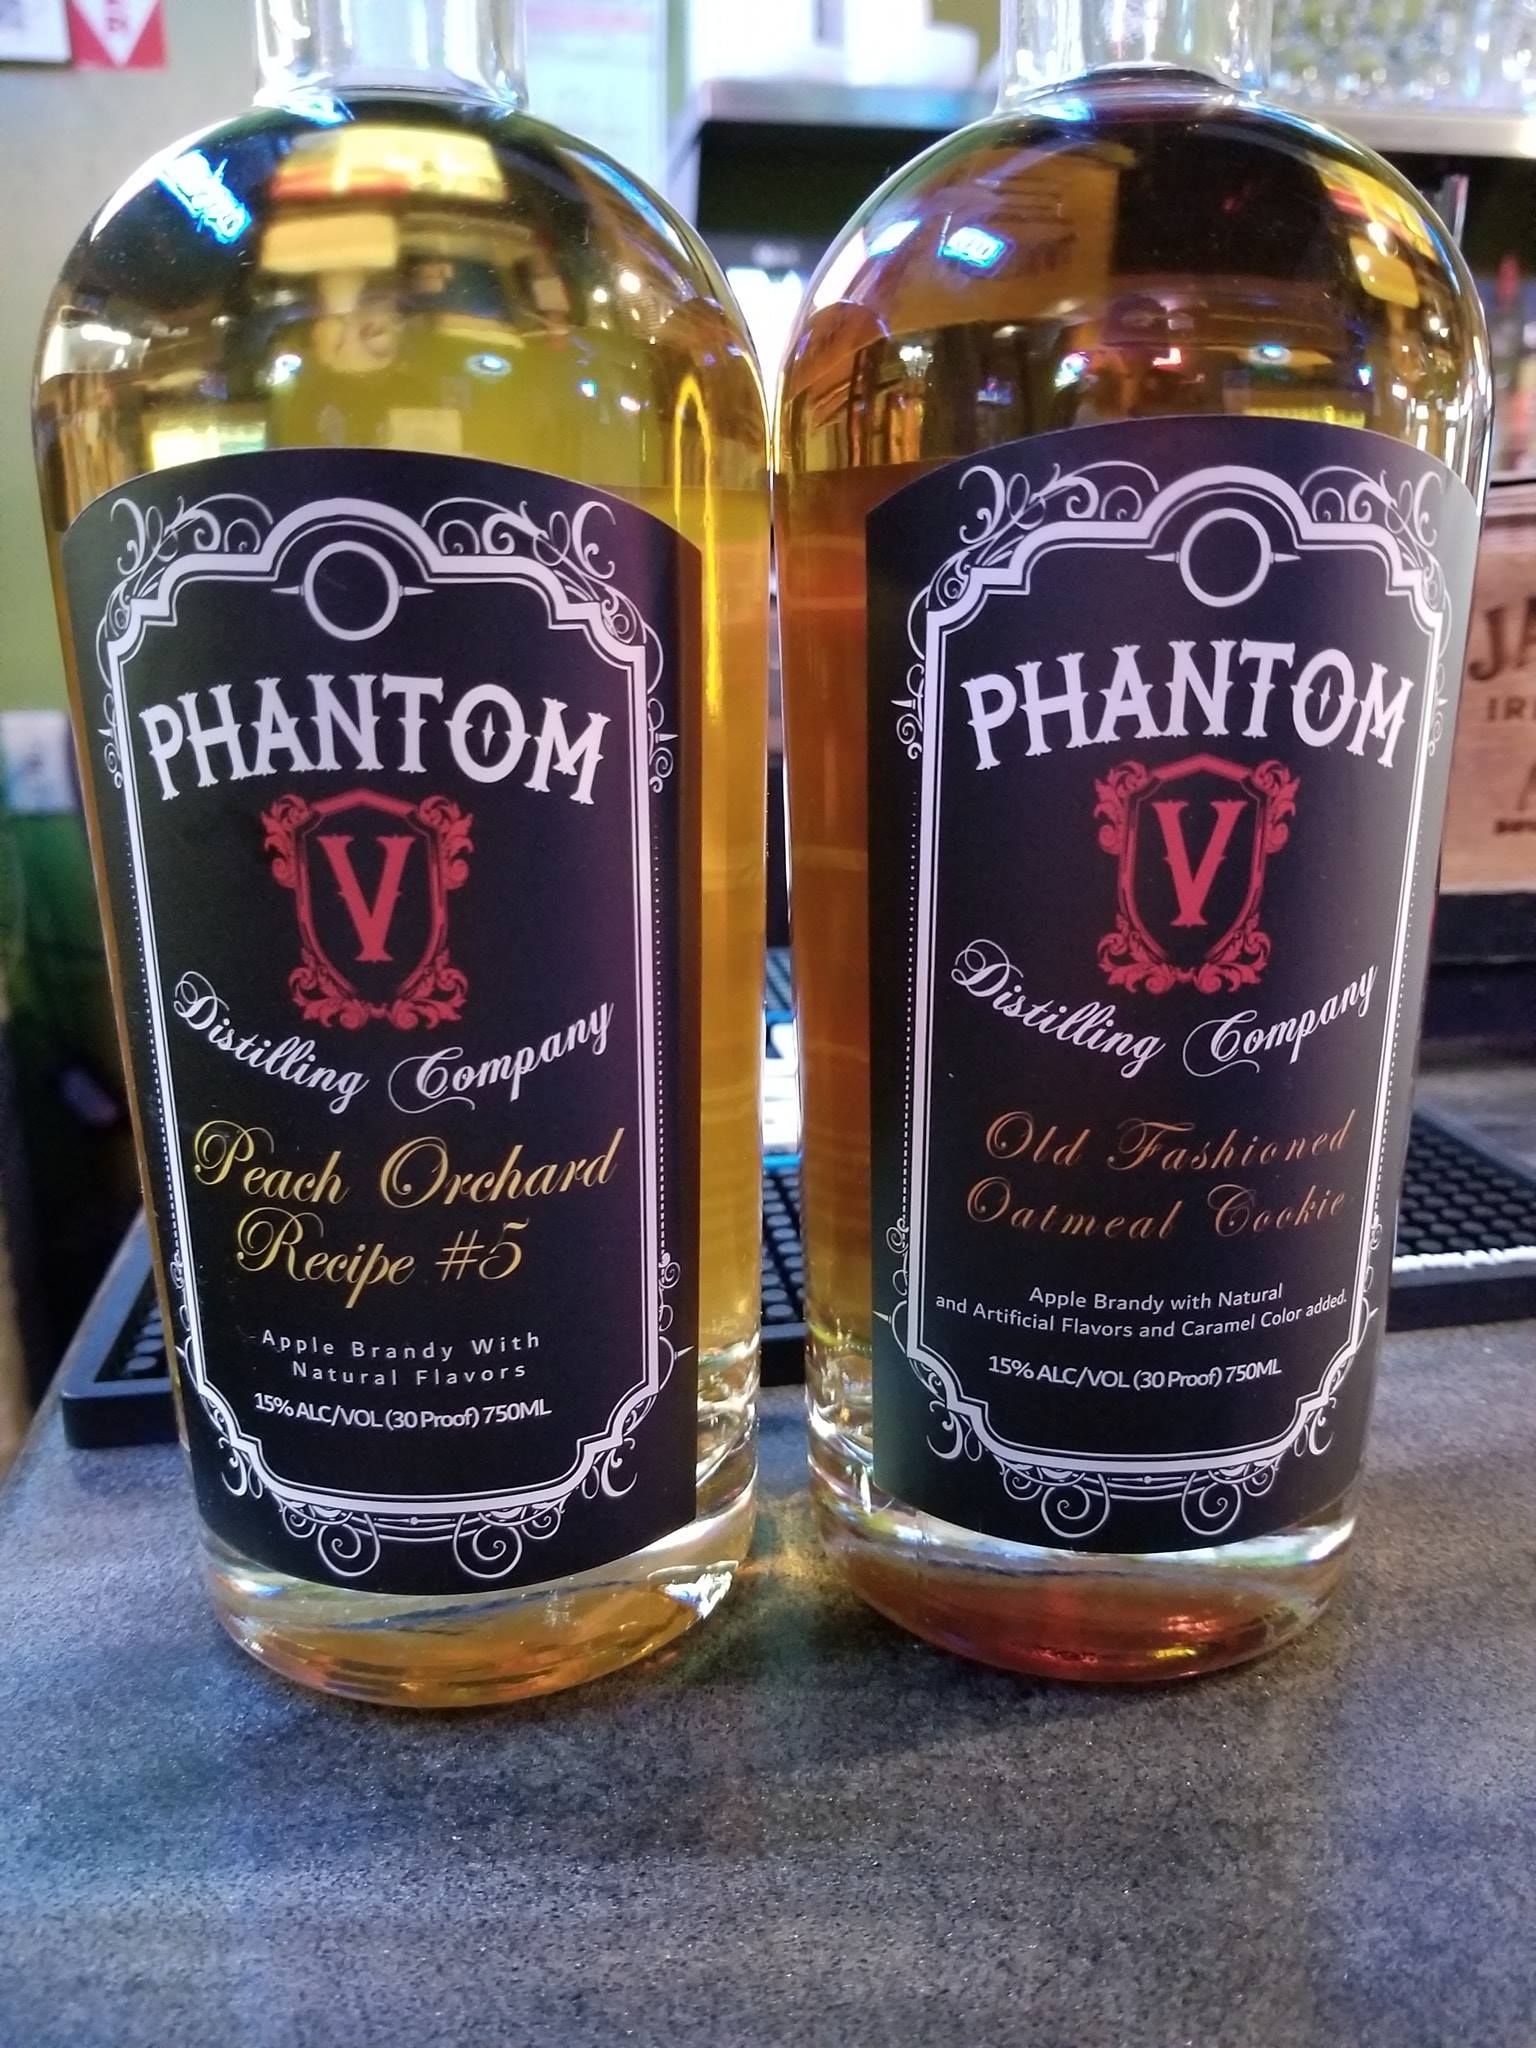 PHANTOM
V
Distilling Company
Peach Orchard
Recipe #5
Apple Brandy With
Natural Flavors
15% ALC/VOL (30 Proof) 750ML
PHANTOM
V
Distilling Company
Old Fashioned
Oatmeal Cookie
Apple Brandy with Natural
and Artificial Flavors and Caramel Color added.
15% ALC/VOL (30 Proof) 750ML